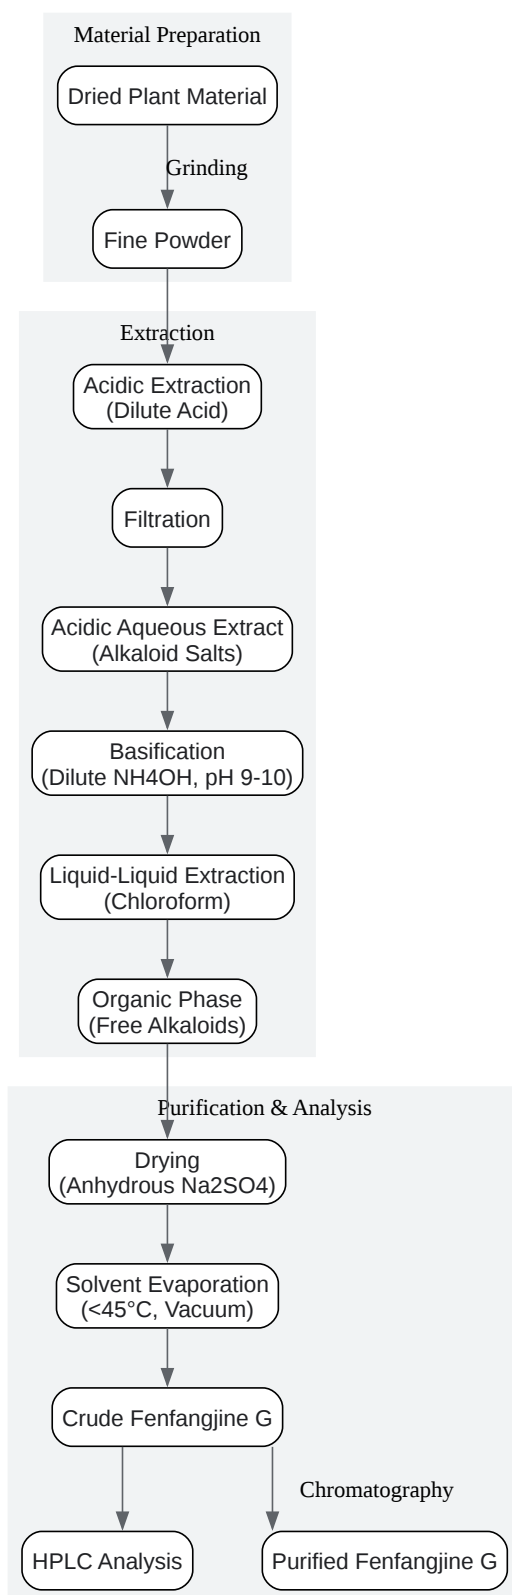 Material Preparation
Dried Plant Material
Grinding
Fine Powder
Extraction
Acidic Extraction
(Dilute Acid)
Filtration
Acidic Aqueous Extract
(Alkaloid Salts)
Basification
(Dilute NH4OH, pH 9-10)
Liquid-Liquid Extraction
(Chloroform)
Organic Phase
(Free Alkaloids)
Purification & Analysis
Drying
(Anhydrous Na2SO4)
Solvent Evaporation
(<45°C, Vacuum)
Crude Fenfangjine G
Chromatography
HPLC Analysis
Purified Fenfangjine G